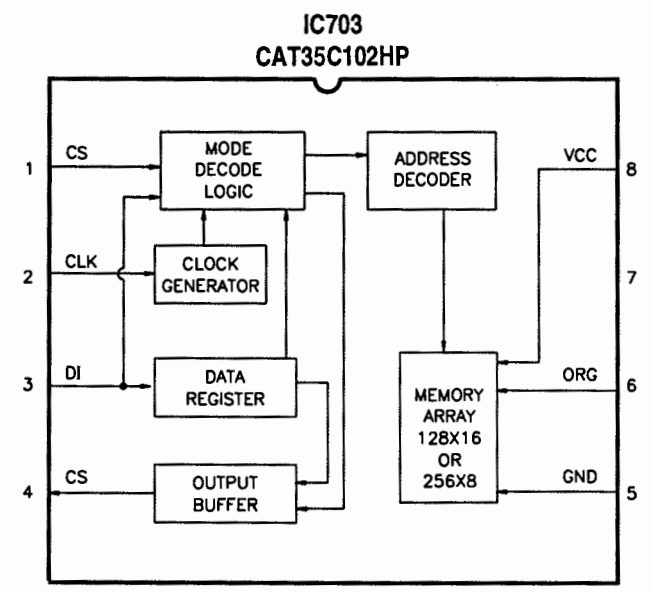 IC703
CAT35C102HP
1
CS
MODE
DECODE
LOGIC
ADDRESS
DECODER
VCC
8
2
CLK
CLOCK
GENERATOR
7
3
DI
DATA
REGISTER
MEMORY
ARRAY
128X16
OR
256X8
ORG
6
4
CS
OUTPUT
BUFFER
GND
5